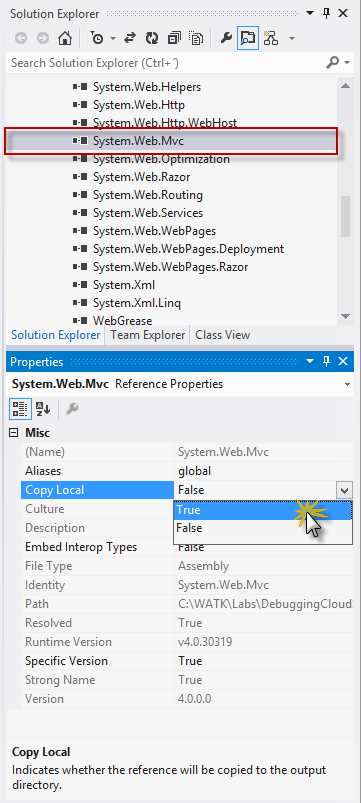 Solution Explorer
Search Solution Explorer (Ctrl+´)
System.Web.Helpers
System.Web.Http
System.Web.Http.WebHost
System.Web.Mvc
System.Web.Optimization
System.Web.Razor
System.Web.Routing
System.Web.Services
System.Web.WebPages
System.Web.WebPages.Deployment
System.Web.WebPages.Razor
System.Xml
System.Xml.Linq
WebGrease
Solution Explorer Team Explorer Class View
Properties
System.Web.Mvc Reference Properties
Misc
(Name) System.Web.Mvc
Aliases global
Copy Local False
Culture True
Description False
Embed Interop Types False
File Type Assembly
Identity System.Web.Mvc
Path C:\WATK\Labs\DebuggingCloud
Resolved True
Runtime Version v4.0.30319
Specific Version True
Strong Name True
Version 4.0.0.0
Copy Local
Indicates whether the reference will be copied to the output
directory.